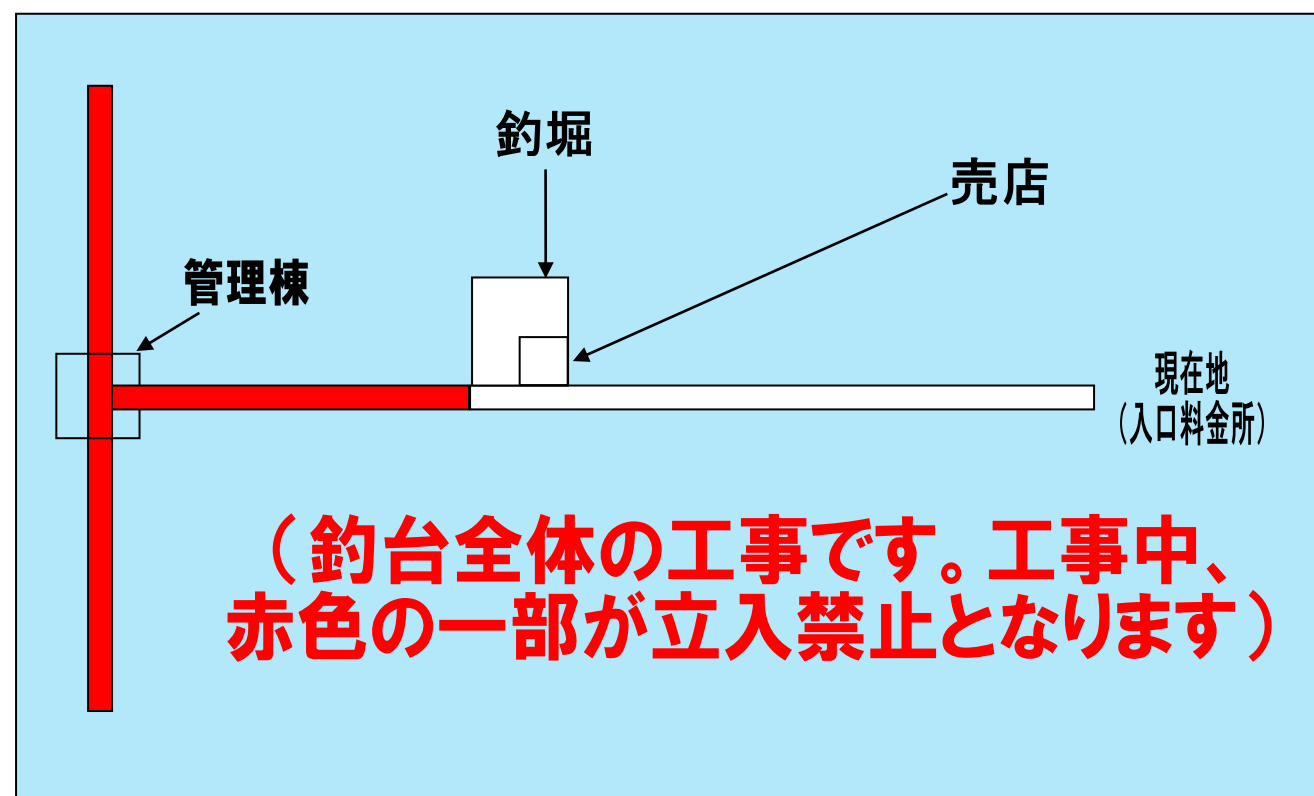 釣堀
売店
管理棟
現在地
（入口料金所）
（釣台全体の工事です。工事中、
赤色の一部が立入禁止となります）